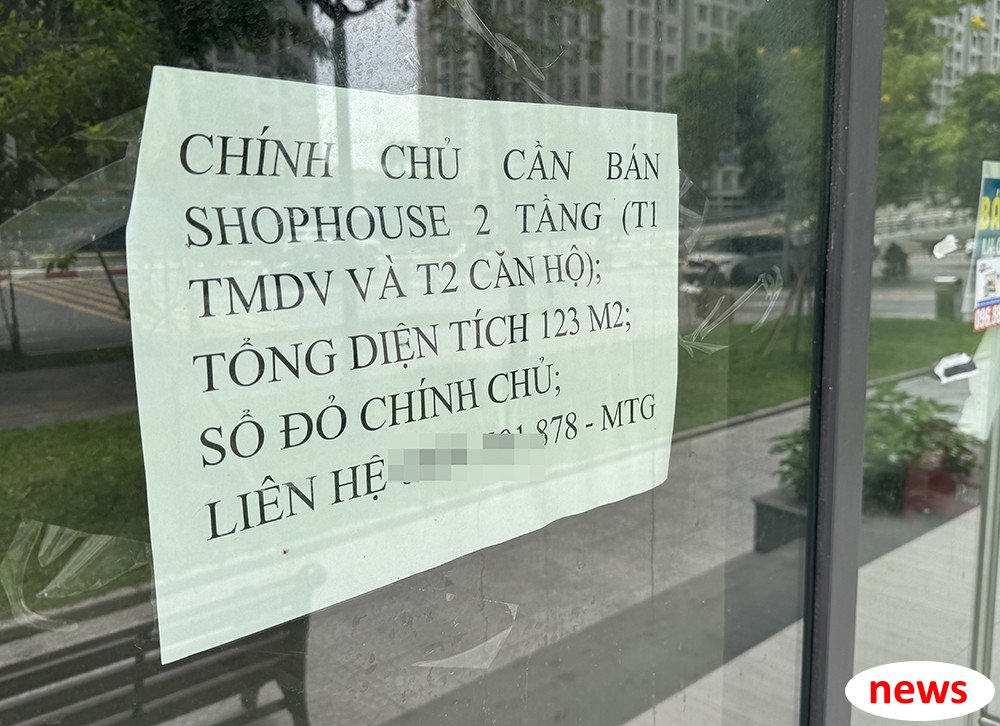 CHÍNH CHỦ CẦN BÁN
SHOPHOUSE 2 TẦNG (T1
TMDV VÀ T2 CĂN HỘ);
TỔNG DIỆN TÍCH 123 M2;
SỔ ĐỎ CHÍNH CHỦ;
LIÊN HỆ 878 - MTG
news